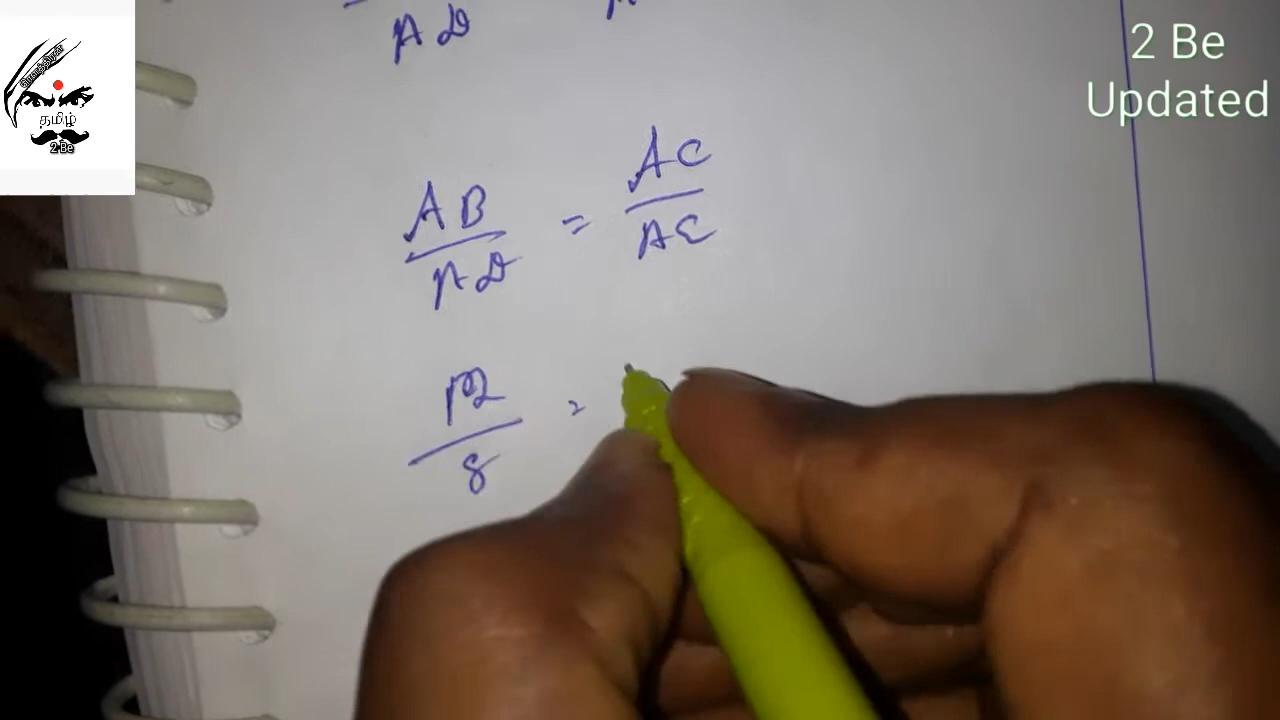 2 Be
Updated
தமிழ்
2 Be
AD
AB/AD = AC/AE
12/8 =